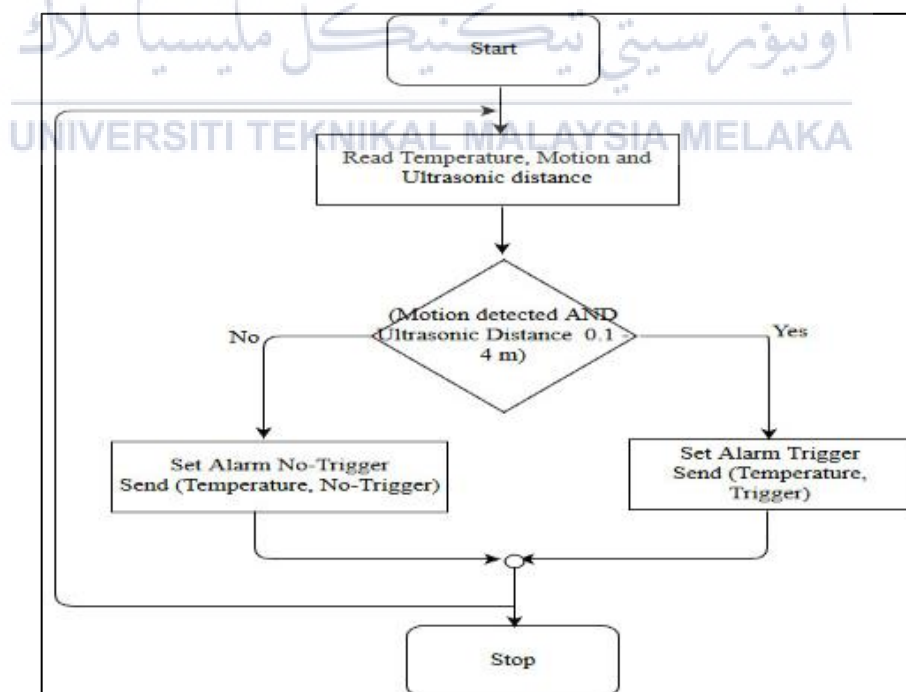 اونيۏرسيتي تيكنيكل مليسيا ملاك
Start
UNIVERSITI TEKNIKAL MALAYSIA MELAKA
Read Temperature, Motion and
Ultrasonic distance
(Motion detected AND
Ultrasonic Distance 0.1 -
4 m)
No
Yes
Set Alarm No-Trigger
Send (Temperature, No-Trigger)
Set Alarm Trigger
Send (Temperature,
Trigger)
Stop